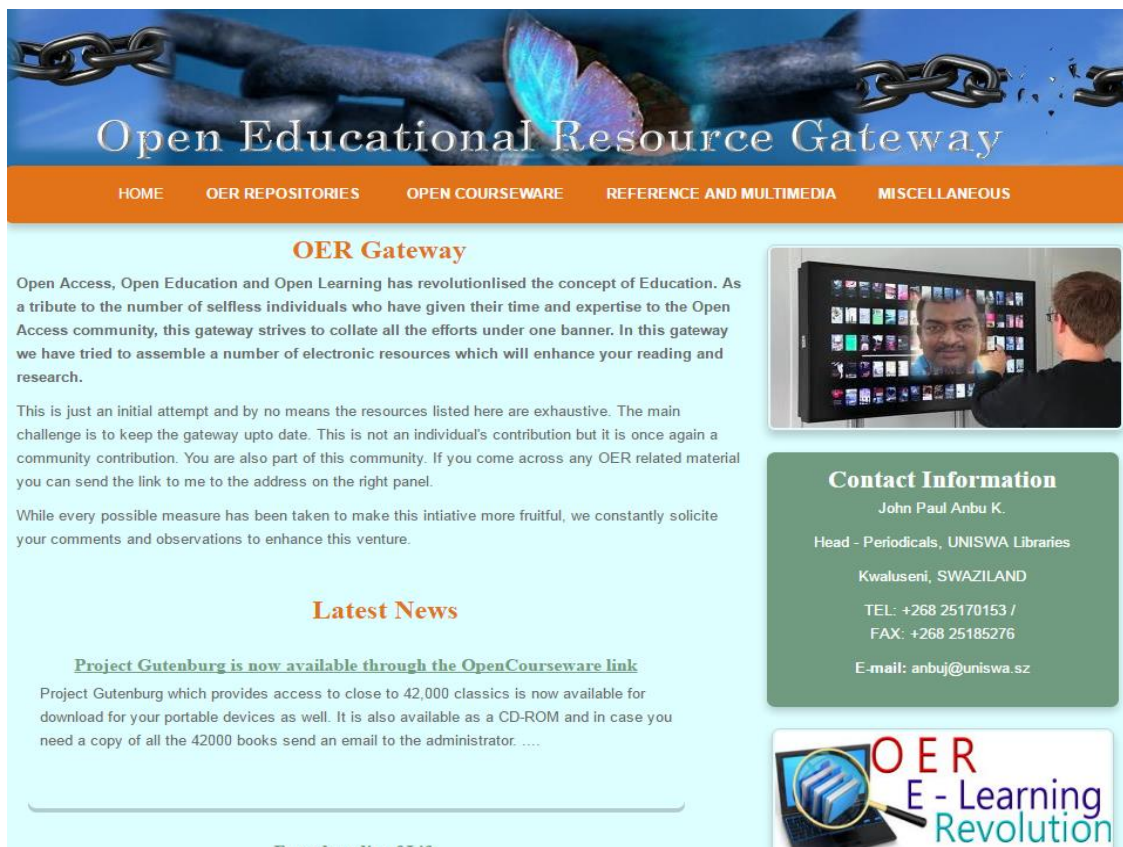 Open Educational Resource Gateway
HOME OER REPOSITORIES OPEN COURSEWARE REFERENCE AND MULTIMEDIA MISCELLANEOUS
OER Gateway
Open Access, Open Education and Open Learning has revolutionlised the concept of Education. As
a tribute to the number of selfless individuals who have given their time and expertise to the Open
Access community, this gateway strives to collate all the efforts under one banner. In this gateway
we have tried to assemble a number of electronic resources which will enhance your reading and
research.
This is just an initial attempt and by no means the resources listed here are exhaustive. The main
challenge is to keep the gateway upto date. This is not an individual's contribution but it is once again a
community contribution. You are also part of this community. If you come across any OER related material
you can send the link to me to the address on the right panel.
While every possible measure has been taken to make this intiative more fruitful, we constantly solicite
your comments and observations to enhance this venture.
Latest News
Project Gutenburg is now available through the OpenCourseware link
Project Gutenburg which provides access to close to 42,000 classics is now available for
download for your portable devices as well. It is also available as a CD-ROM and in case you
need a copy of all the 42000 books send an email to the administrator. ....
Contact Information
John Paul Anbu K.
Head - Periodicals, UNISWA Libraries
Kwaluseni, SWAZILAND
TEL: +268 25170153 /
FAX: +268 25185276
E-mail: anbuj@uniswa.sz
OER
E - Learning
Revolution